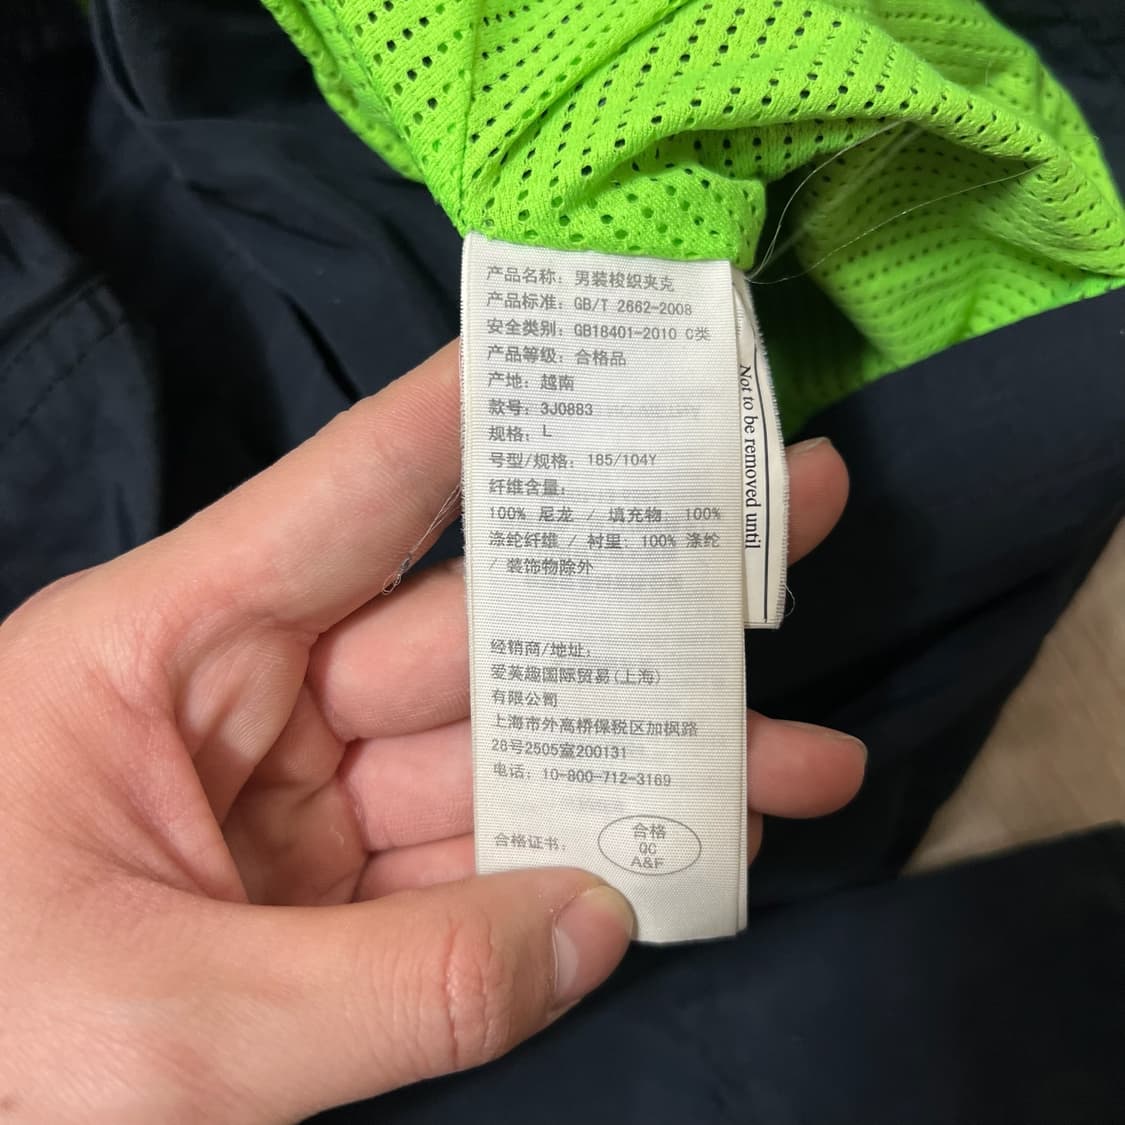 产品名称: 男装梭织夹克
产品标准: GB/T 2662-2008
安全类别: GB18401-2010 C类
产品等级: 合格品
产地: 越南
款号: 3J0883
规格: L
号型/规格: 185/104Y
纤维含量:
100% 尼龙 / 填充物: 100%
涤纶纤维 / 衬里: 100% 涤纶
/ 装饰物除外
经销商/地址:
爱芙趣国际贸易(上海)
有限公司
上海市外高桥保税区加枫路
28号2505室200131
电话: 10-800-712-3169
合格证书:
合格
QC
A&F
Not to be removed until